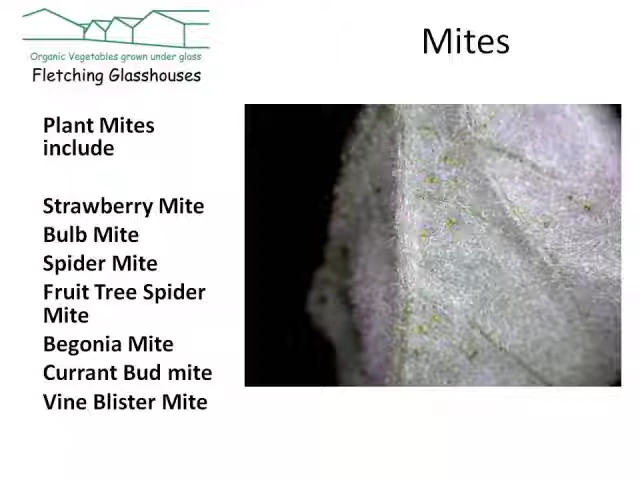 Organic Vegetables grown under glass
Fletching Glasshouses
Mites
Plant Mites
include
Strawberry Mite
Bulb Mite
Spider Mite
Fruit Tree Spider
Mite
Begonia Mite
Currant Bud mite
Vine Blister Mite